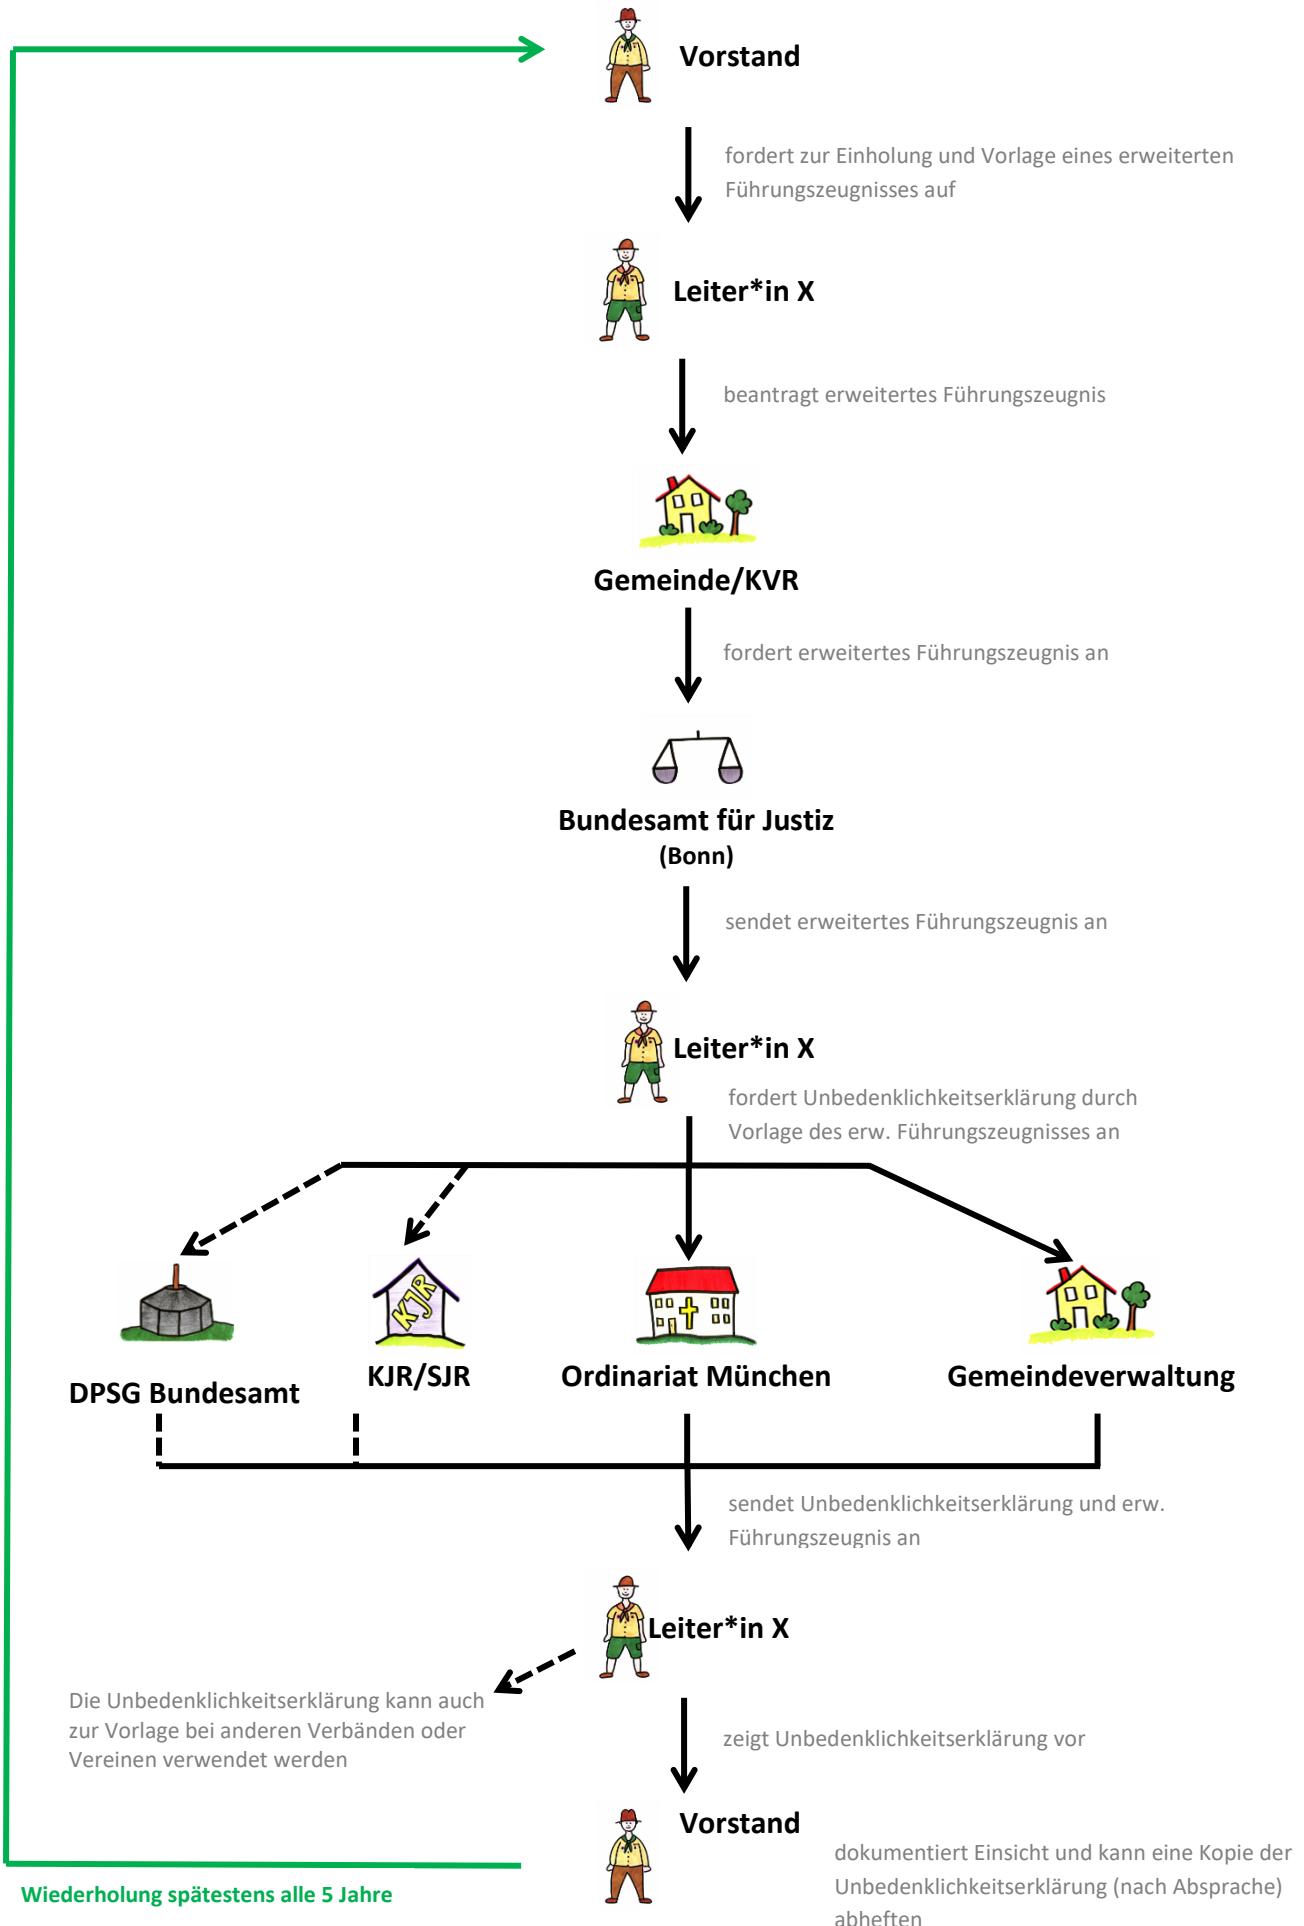 Vorstand
fordert zur Einholung und Vorlage eines erweiterten
Führungszeugnisses auf
Leiter*in X
beantragt erweitertes Führungszeugnis
Gemeinde/KVR
fordert erweitertes Führungszeugnis an
Bundesamt für Justiz
(Bonn)
sendet erweitertes Führungszeugnis an
Leiter*in X
fordert Unbedenklichkeitserklärung durch
Vorlage des erw. Führungszeugnisses an
KJR
DPSG Bundesamt
KJR/SJR
Ordinariat München
Gemeindeverwaltung
sendet Unbedenklichkeitserklärung und erw.
Führungszeugnis an
Leiter*in X
Die Unbedenklichkeitserklärung kann auch
zur Vorlage bei anderen Verbänden oder
Vereinen verwendet werden
zeigt Unbedenklichkeitserklärung vor
Vorstand
dokumentiert Einsicht und kann eine Kopie der
Unbedenklichkeitserklärung (nach Absprache)
abheften
Wiederholung spätestens alle 5 Jahre